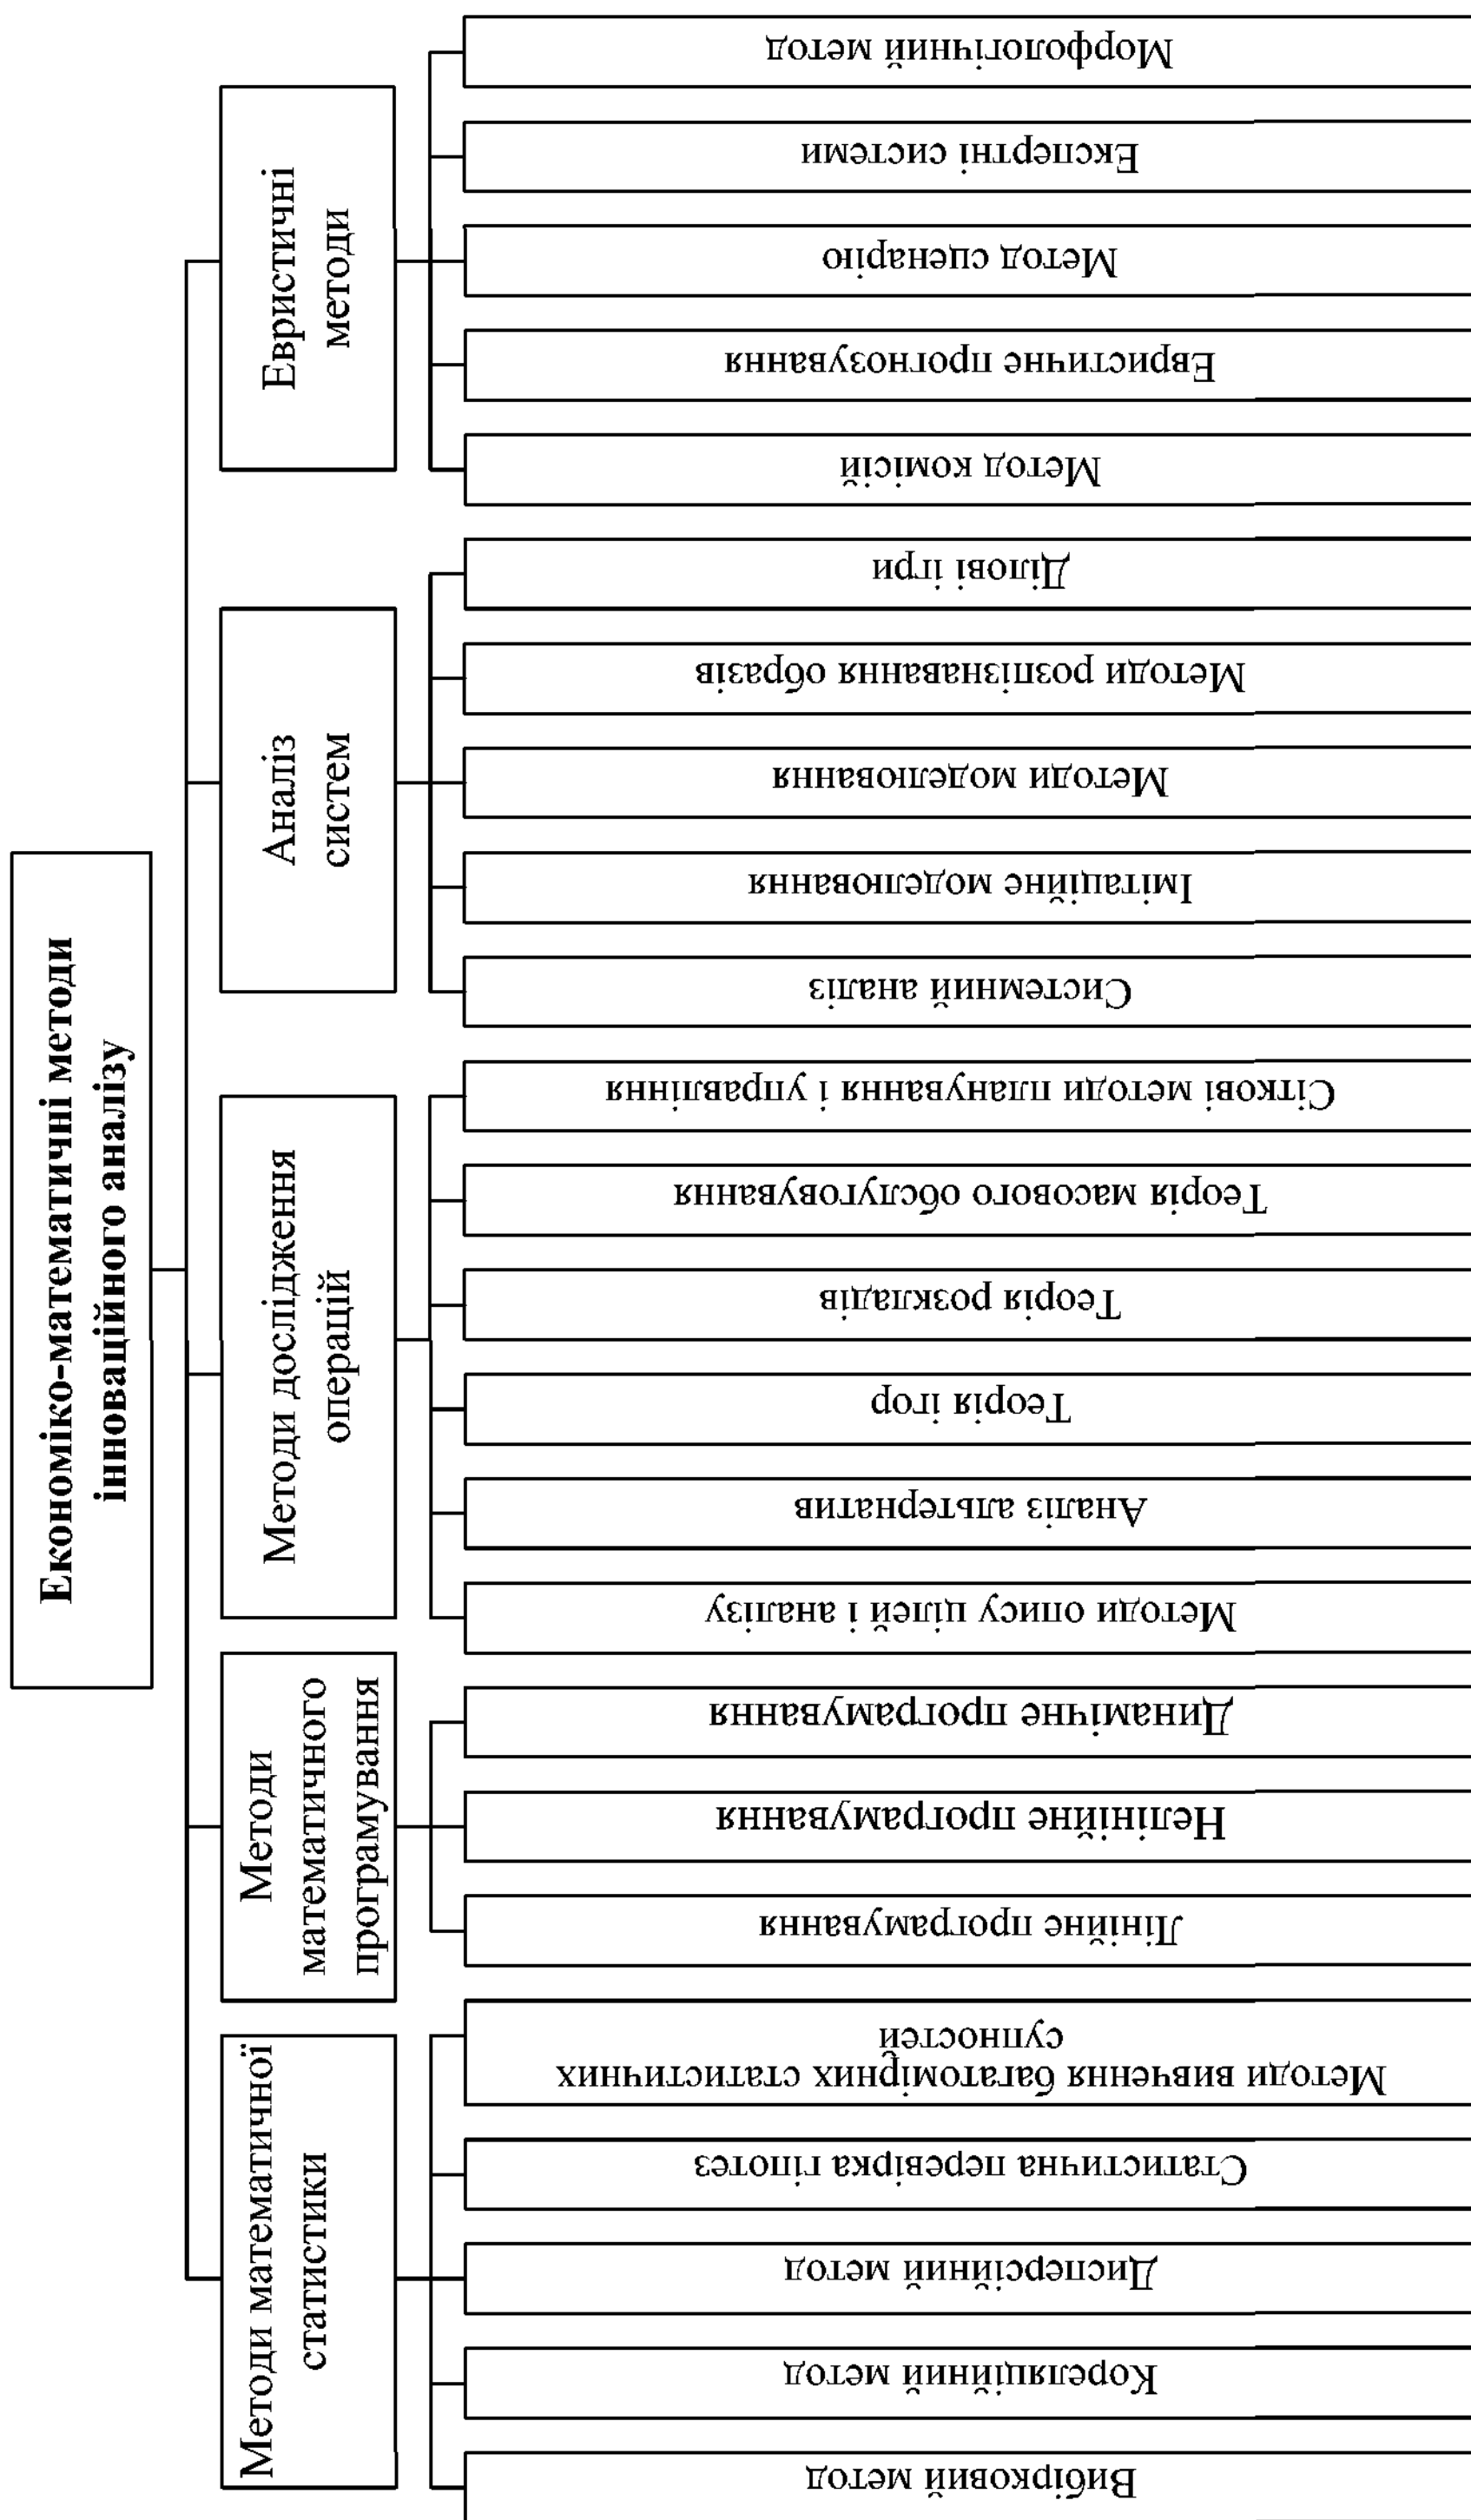 Економіко-математичні методи
інноваційного аналізу
Методи математичної
статистики
Методи
математичного
програмування
Методи дослідження
операцій
Аналіз
систем
Евристичні
методи
Вибірковий метод
Кореляційний метод
Дисперсійний метод
Статистична перевірка гіпотез
Методи вивчення багатомірних статистичних
супностей
Лінійне програмування
Нелінійне програмування
Динамічне програмування
Методи опису цілей і аналізу
Аналіз альтернатив
Теорія ігор
Теорія розкладів
Теорія масового обслуговування
Сіткові методи планування і управління
Системний аналіз
Імітаційне моделювання
Методи моделювання
Методи розпізнавання образів
Ділові ігри
Метод комісій
Евристичне прогнозування
Метод сценарію
Експертні системи
Морфологічний метод